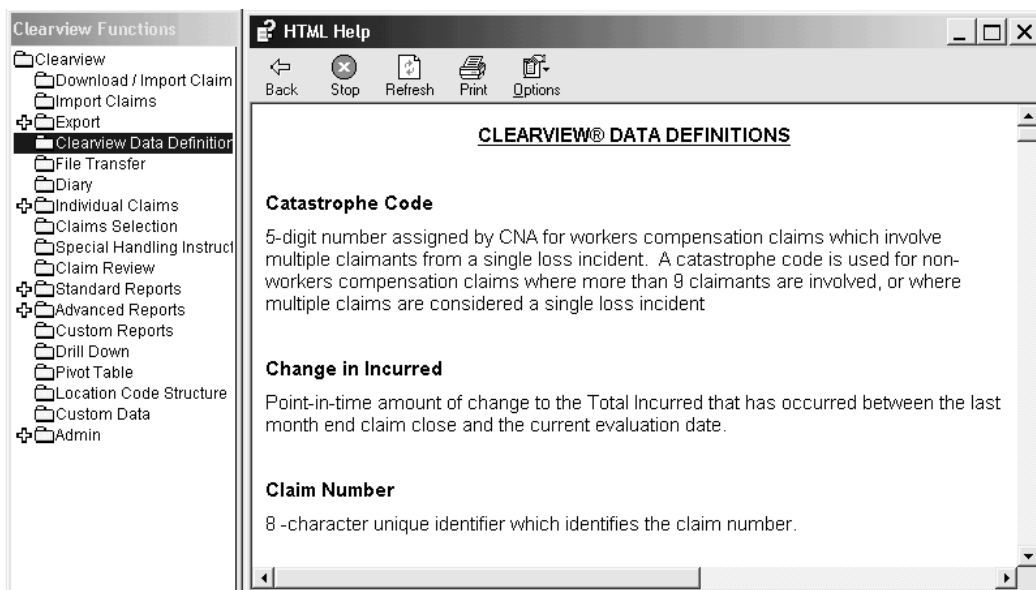 Clearview Functions
Clearview
Download / Import Claim
Import Claims
Export
Clearview Data Definition
File Transfer
Diary
Individual Claims
Claims Selection
Special Handling Instruct
Claim Review
Standard Reports
Advanced Reports
Custom Reports
Drill Down
Pivot Table
Location Code Structure
Custom Data
Admin
HTML Help
Back Stop Refresh Print Options
CLEARVIEW® DATA DEFINITIONS
Catastrophe Code
5-digit number assigned by CNA for workers compensation claims which involve
multiple claimants from a single loss incident.  A catastrophe code is used for non-
workers compensation claims where more than 9 claimants are involved, or where
multiple claims are considered a single loss incident
Change in Incurred
Point-in-time amount of change to the Total Incurred that has occurred between the last
month end claim close and the current evaluation date.
Claim Number
8 -character unique identifier which identifies the claim number.